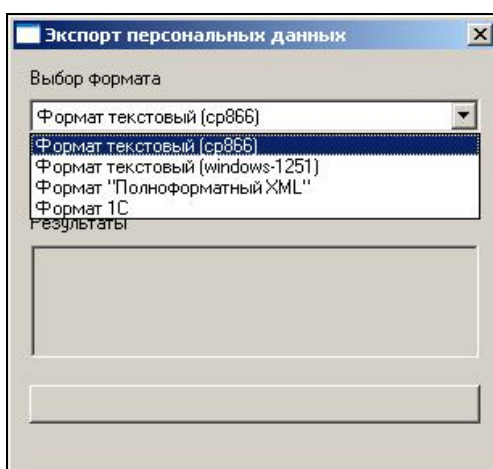 Экспорт персональных данных
Выбор формата
Формат текстовый (cp866)
Формат текстовый (cp866)
Формат текстовый (windows-1251)
Формат "Полноформатный XML"
Формат 1С
Результаты